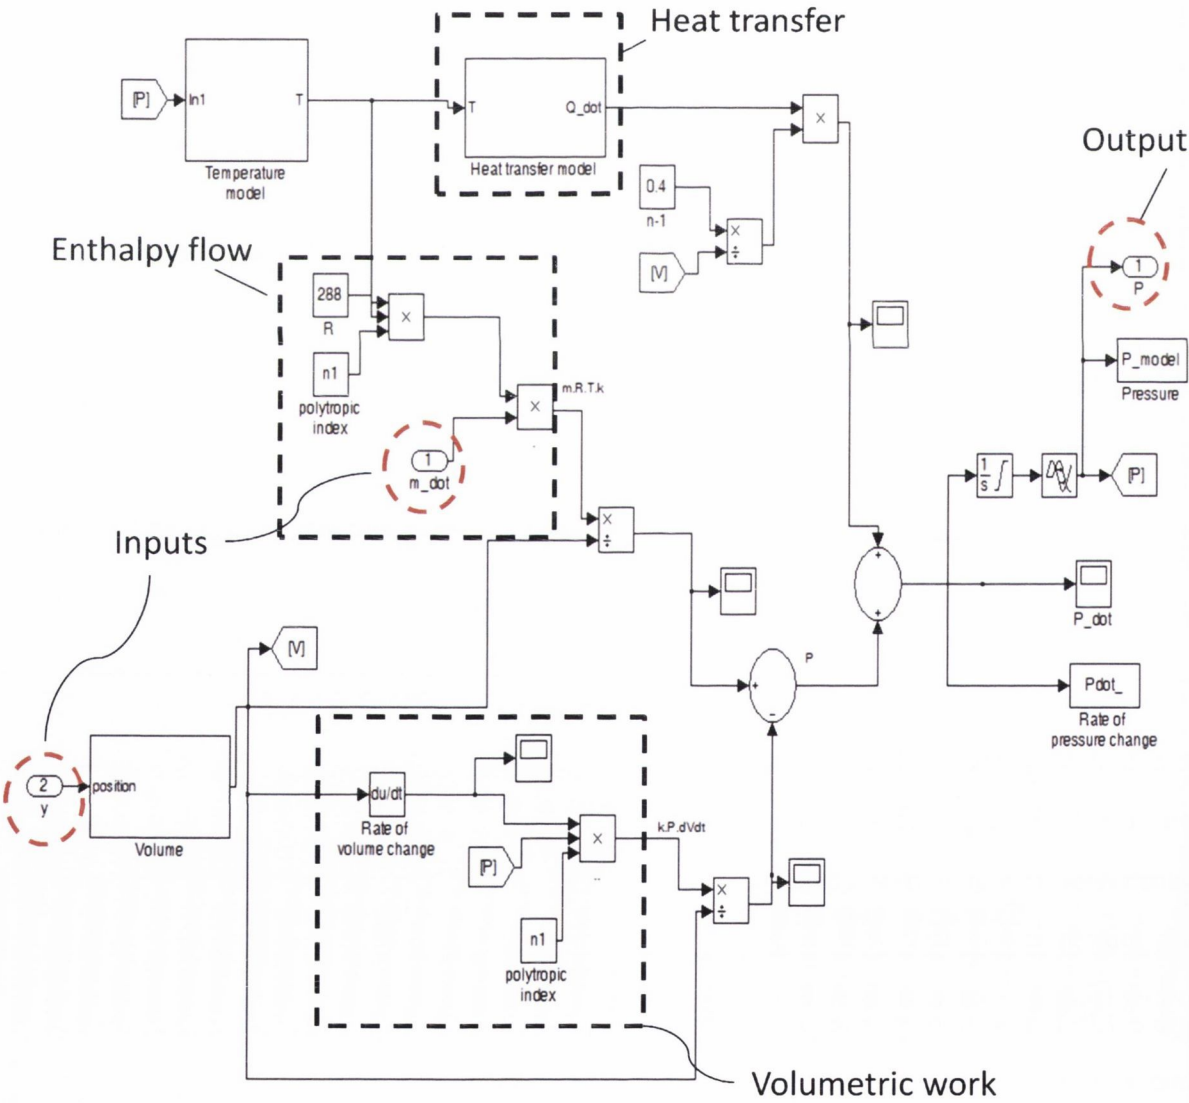 Heat transfer
[P]
In1
T
T
Q_dot
×
Temperature
model
Heat transfer model
Output
0.4
n-1
×
÷
[V]
Enthalpy flow
288
R
×
n1
polytropic
index
m.R.T.k
×
1
m_dot
1
P
P_model
Pressure
1
s
[P]
Inputs
×
÷
+
+
P_dot
[V]
P
+
-
Pdot_
Rate of
pressure change
2
y
position
Volume
du/dt
Rate of
volume change
[P]
×
k.P.dVdt
n1
polytropic
index
×
÷
Volumetric work